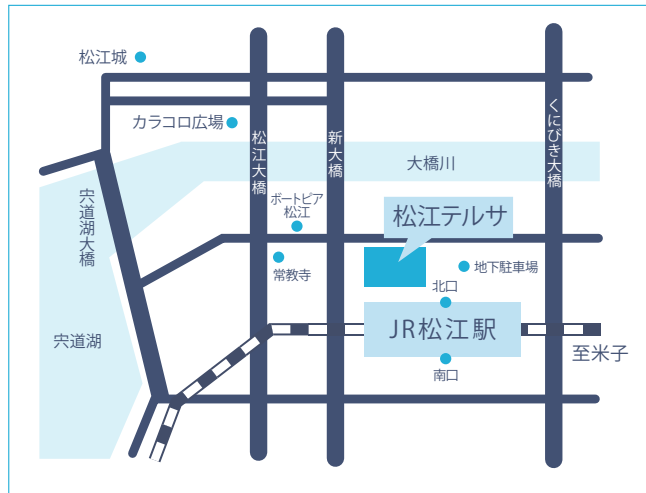 松江城
カラコロ広場
松江大橋
新大橋
くにびき大橋
大橋川
宍道湖大橋
ボートピア
松江
松江テルサ
常教寺
地下駐車場
北口
JR松江駅
宍道湖
至米子
南口